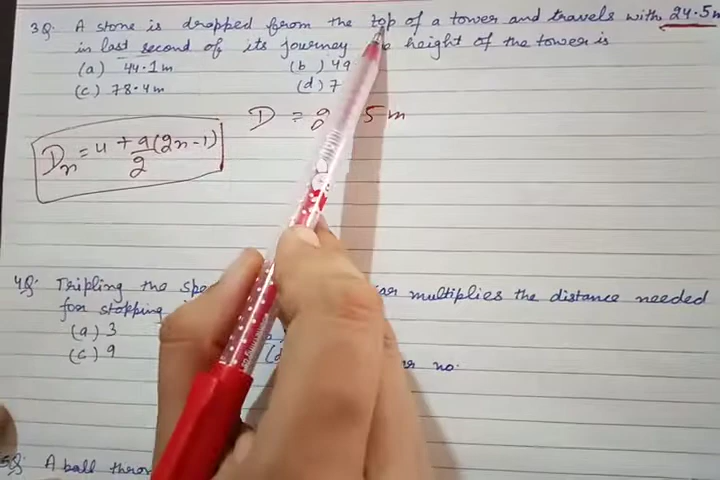 3Q. A stone is dropped from the top of a tower and travels with 24.5m
in last second of its journey height of the tower is
(a) 44.1m (b) 49
(c) 78.4m (d) 7
D = 5m
Dn = u + a/2 (2n-1)
4Q. Tripling the multiplies the distance needed
for stopping
(a) 3
(c) 9
no.
5Q. A ball